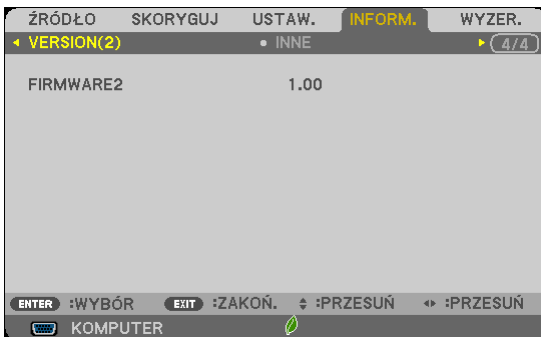 ŹRÓDŁO SKORYGUJ USTAW. INFORM. WYZER.
VERSION(2) • INNE 4/4
FIRMWARE2 1.00
ENTER :WYBÓR EXIT :ZAKOŃ. :PRZESUŃ :PRZESUŃ
KOMPUTER